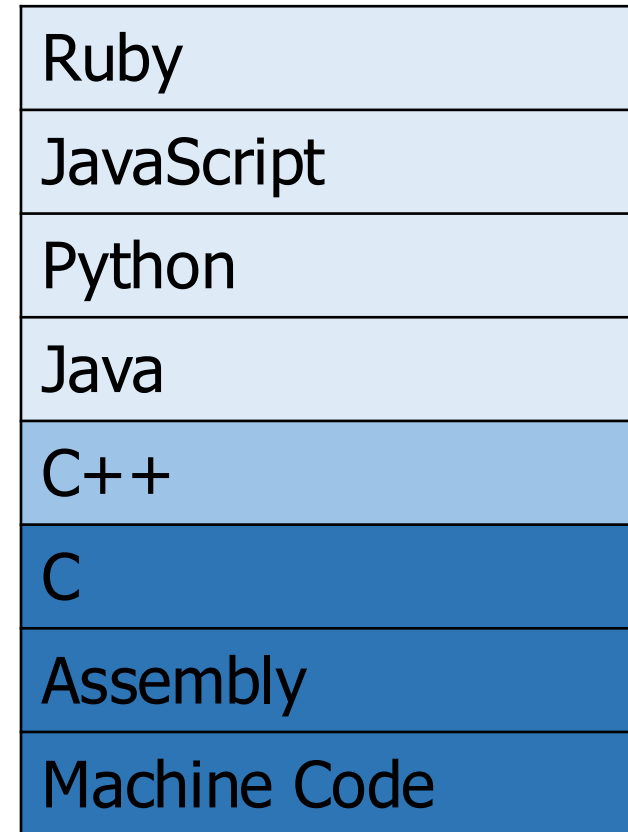 Ruby
JavaScript
Python
Java
C++
C
Assembly
Machine Code